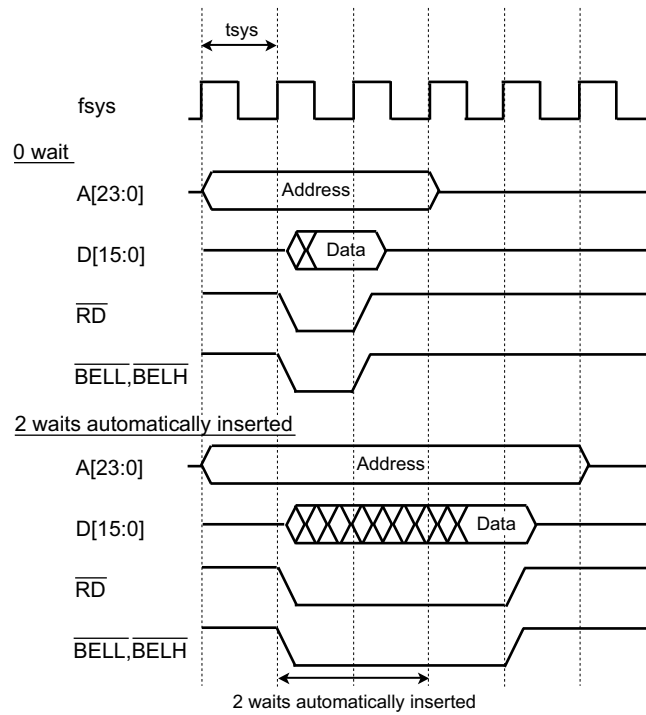 tsys
fsys
0 wait
A[23:0]
Address
D[15:0]
Data
RD
BELL,BELH
2 waits automatically inserted
A[23:0]
Address
D[15:0]
Data
RD
BELL,BELH
2 waits automatically inserted